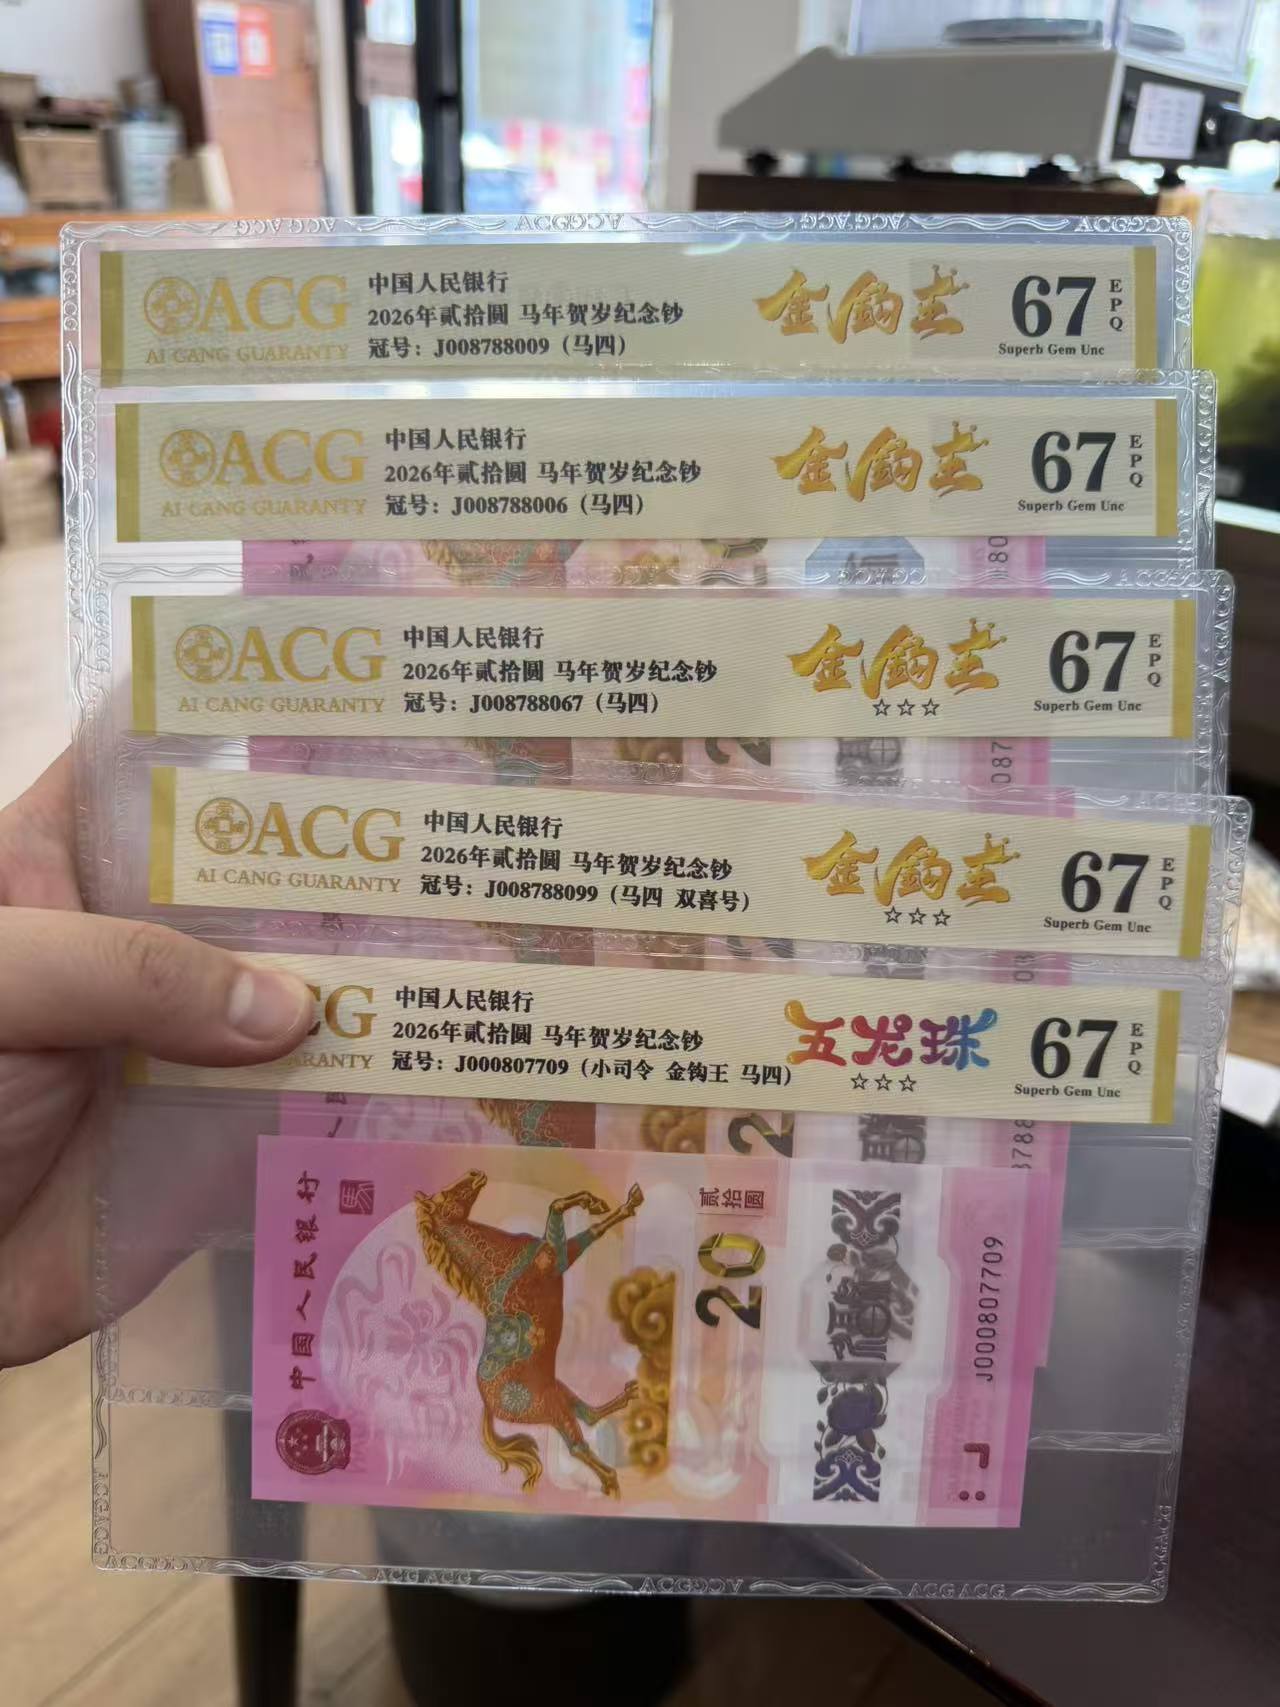 ACG
AI CANG GUARANTY
中国人民银行
2026年贰拾圆 马年贺岁纪念钞
冠号：J008788009（马四）
金钩王
67
EPQ
Superb Gem Unc
ACG
AI CANG GUARANTY
中国人民银行
2026年贰拾圆 马年贺岁纪念钞
冠号：J008788006（马四）
金钩王
67
EPQ
Superb Gem Unc
ACG
AI CANG GUARANTY
中国人民银行
2026年贰拾圆 马年贺岁纪念钞
冠号：J008788067（马四）
金钩王
☆☆☆
67
EPQ
Superb Gem Unc
ACG
AI CANG GUARANTY
中国人民银行
2026年贰拾圆 马年贺岁纪念钞
冠号：J008788099（马四 双喜号）
金钩王
☆☆☆
67
EPQ
Superb Gem Unc
CG
ARANTY
中国人民银行
2026年贰拾圆 马年贺岁纪念钞
冠号：J000807709（小司令 金钩王 马四）
五龙珠
☆☆☆
67
EPQ
Superb Gem Unc
中国人民银行
贰拾圆
20
福
J000807709